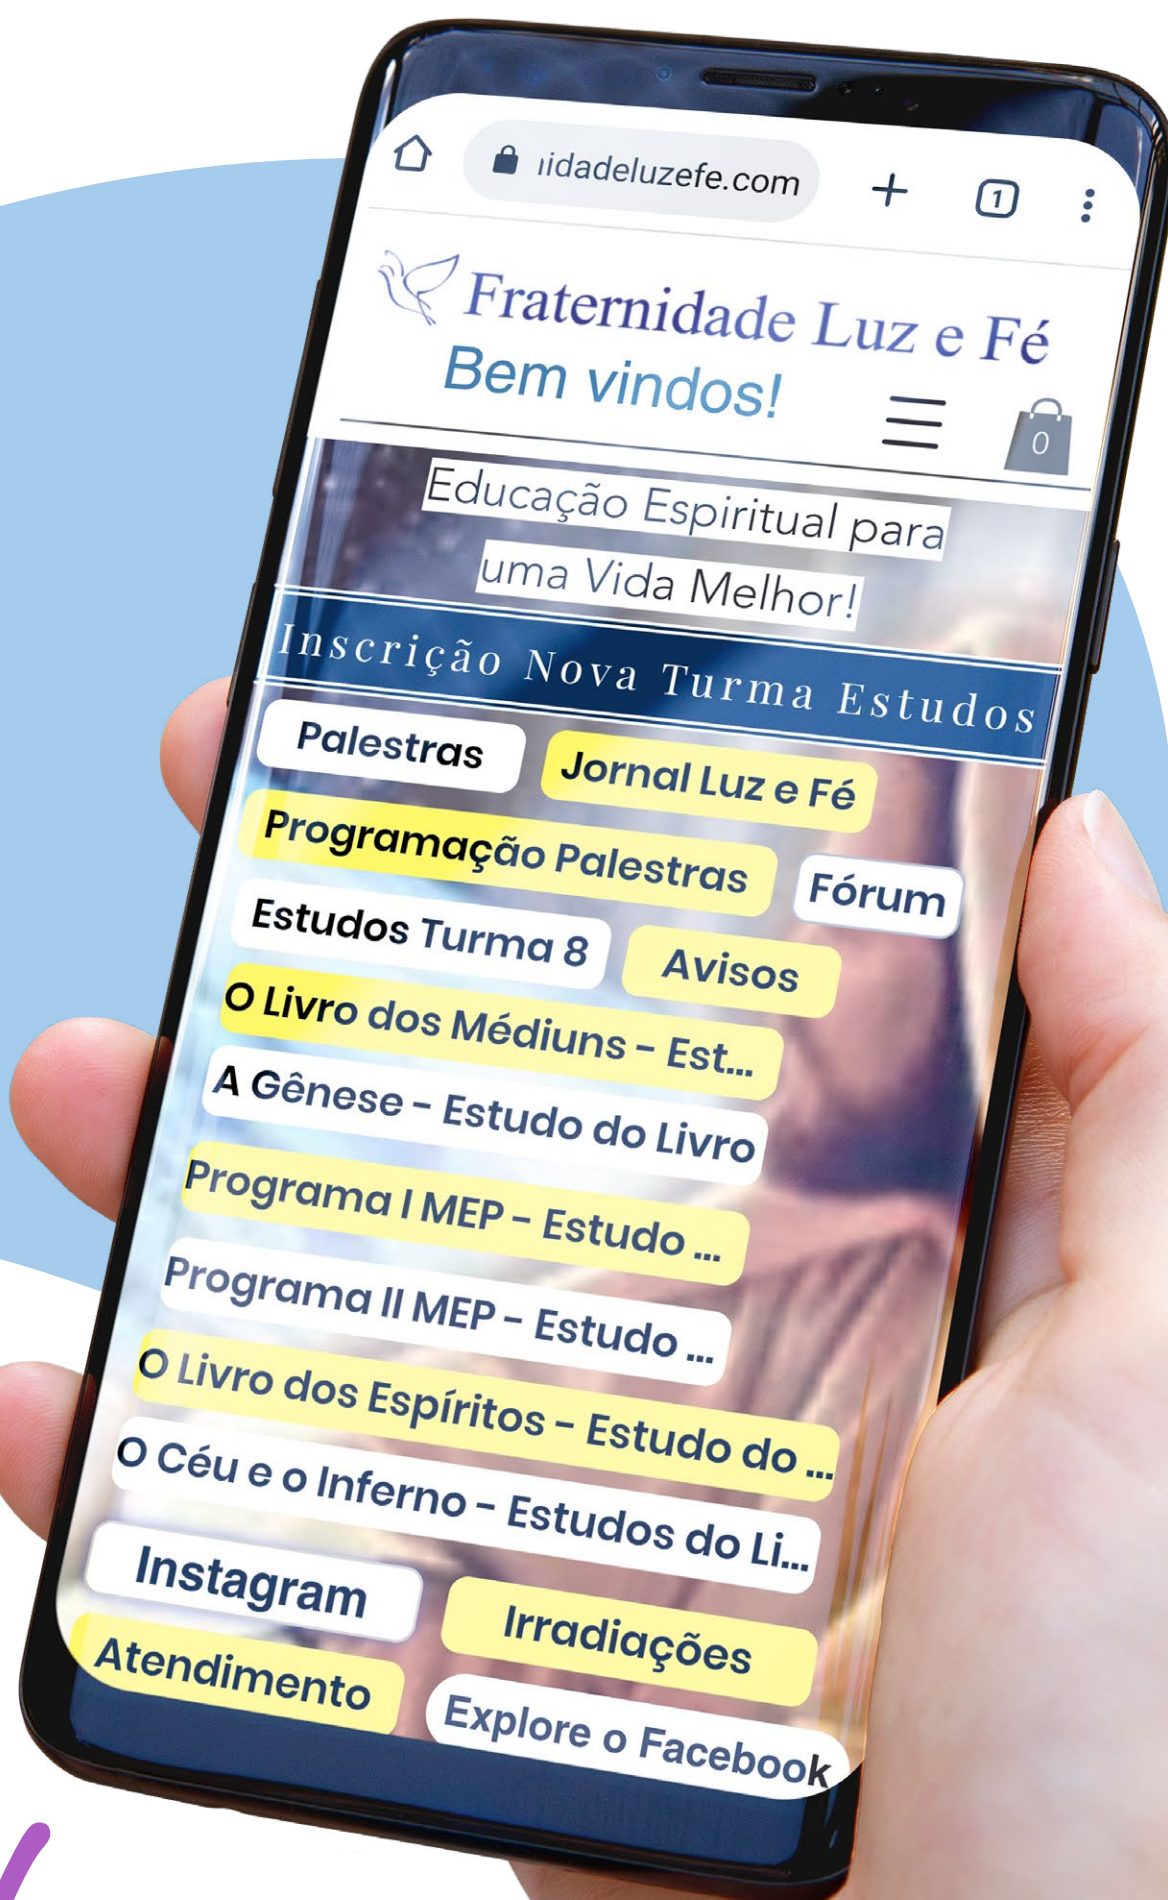 ıidadeluzefe.com
1
Fraternidade Luz e Fé
Bem vindos!
0
Educação Espiritual para
uma Vida Melhor!
Inscrição Nova Turma Estudos
Palestras
Jornal Luz e Fé
Programação Palestras
Fórum
Estudos Turma 8
Avisos
O Livro dos Médiuns - Est...
A Gênese - Estudo do Livro
Programa I MEP - Estudo ...
Programa II MEP - Estudo ...
O Livro dos Espíritos - Estudo do ...
O Céu e o Inferno - Estudos do Li...
Instagram
Irradiações
Atendimento
Explore o Facebook